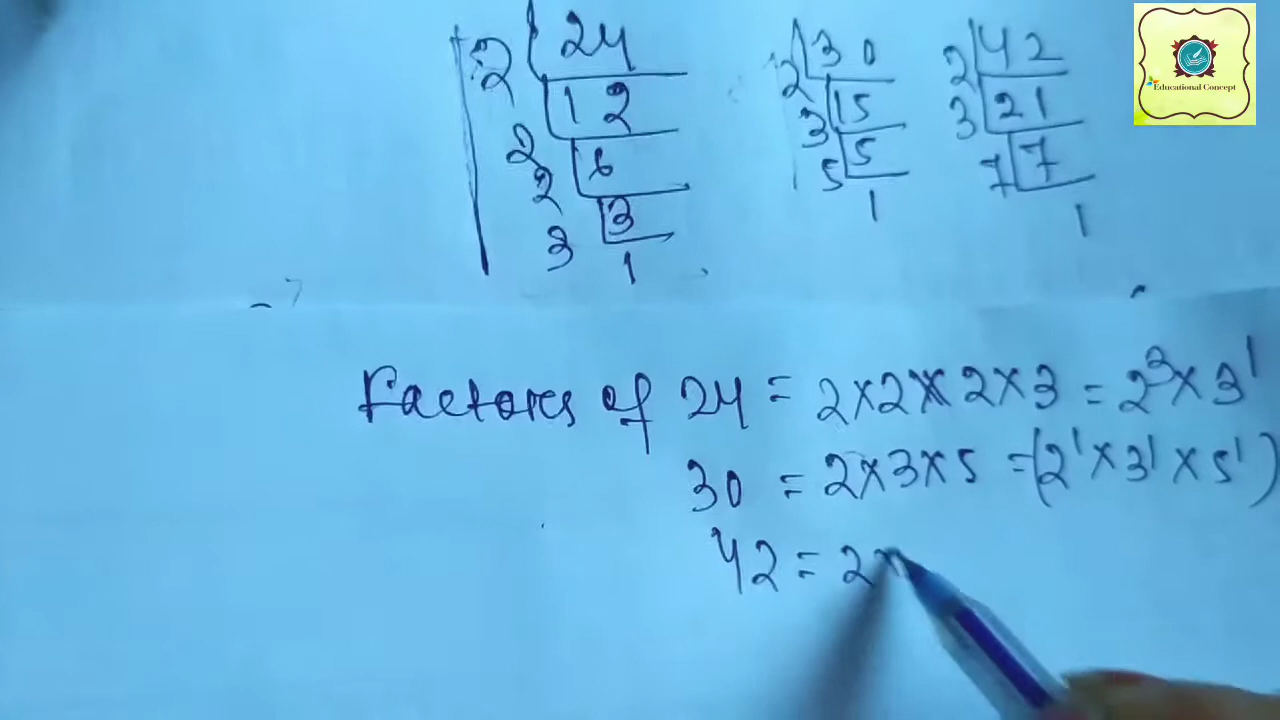 2 24 2 30 2 42
2 12 3 15 3 21
2 6 5 5 7 7
3 3 1 1
1
Factores of 24 = 2×2×2×3 = 2³×3¹
30 = 2×3×5 = (2¹×3¹×5¹)
42 = 2×
Educational Concept